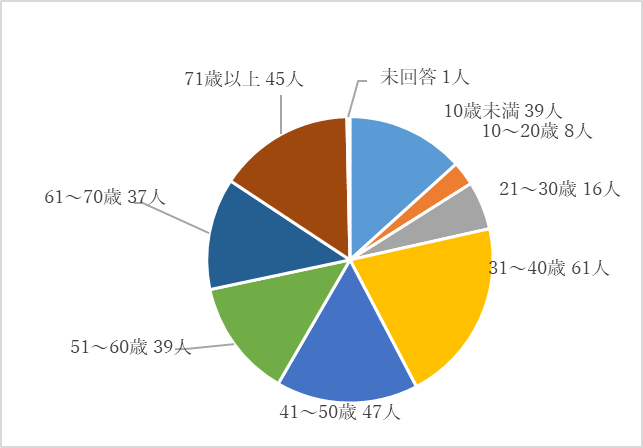 71歳以上 45人
未回答 1人
10歳未満 39人
10～20歳 8人
21～30歳 16人
61～70歳 37人
31～40歳 61人
51～60歳 39人
41～50歳 47人